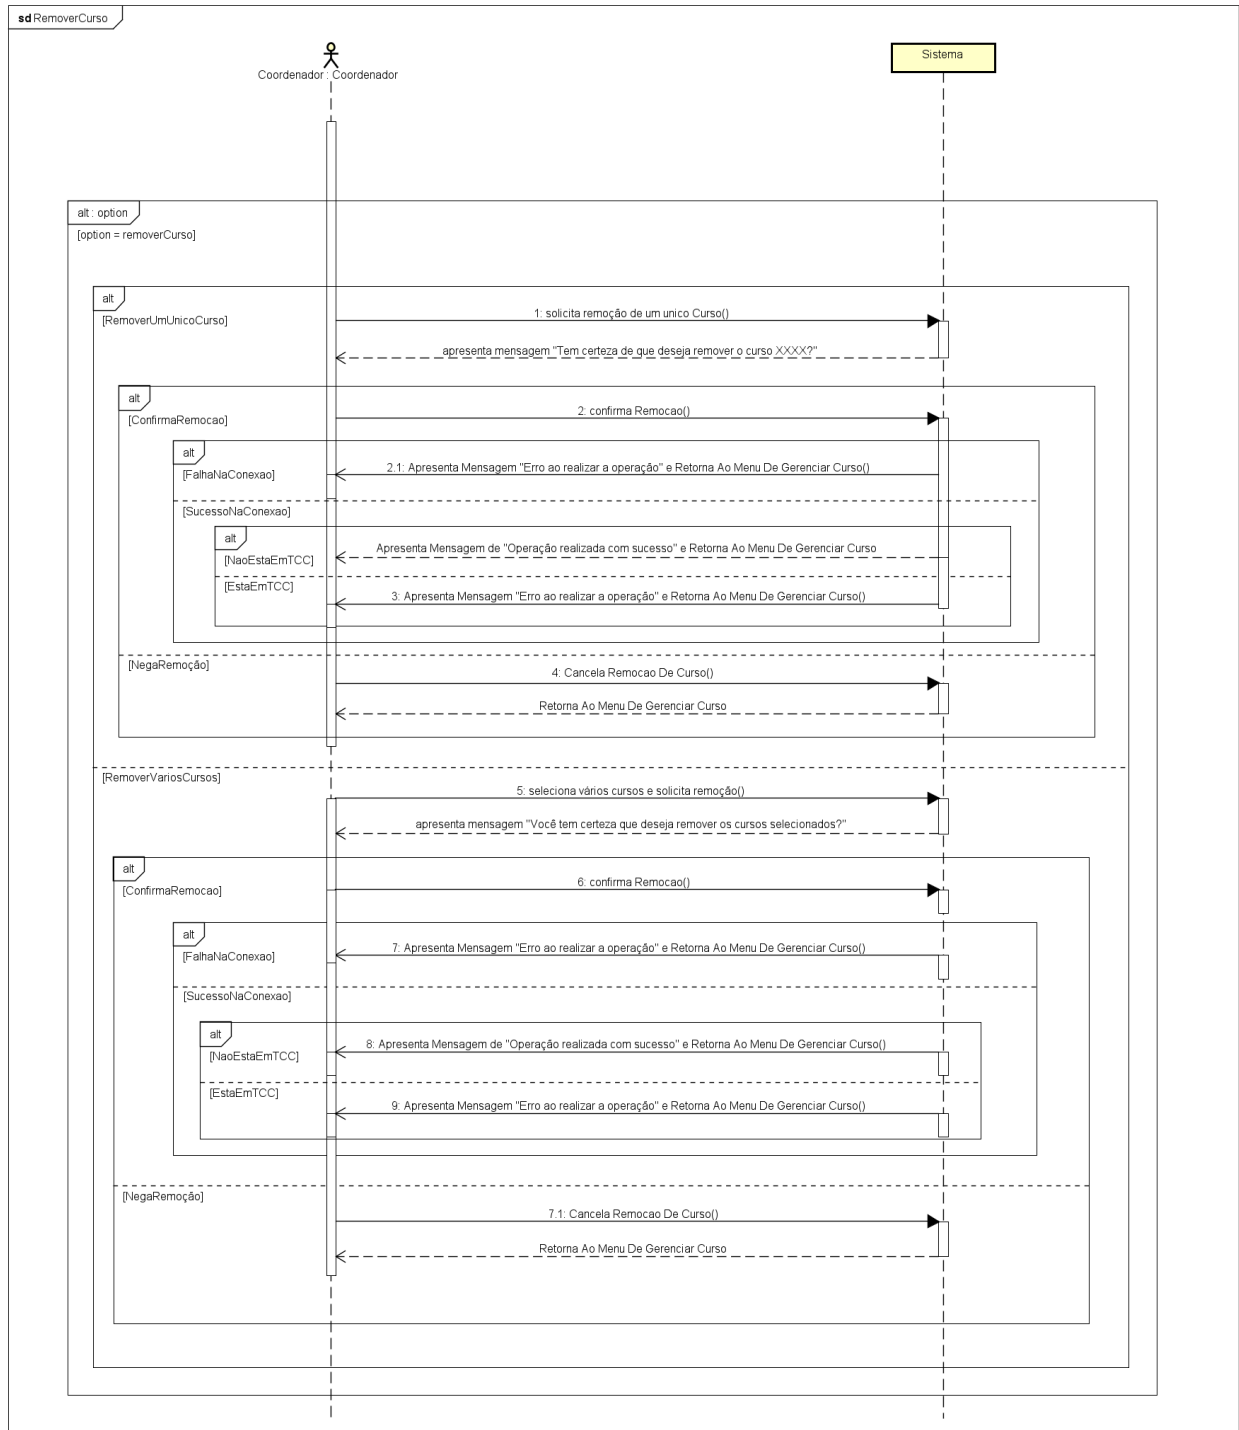 sd RemoverCurso
Coordenador : Coordenador
Sistema
alt : option
[option = removerCurso]
alt
[RemoverUmUnicoCurso]
1: solicita remoção de um unico Curso()
apresenta mensagem "Tem certeza de que deseja remover o curso XXXX?"
alt
[ConfirmaRemocao]
2: confirma Remocao()
alt
[FalhaNaConexao]
2.1: Apresenta Mensagem "Erro ao realizar a operação" e Retorna Ao Menu De Gerenciar Curso()
[SucessoNaConexao]
alt
[NaoEstaEmTCC]
Apresenta Mensagem de "Operação realizada com sucesso" e Retorna Ao Menu De Gerenciar Curso
[EstaEmTCC]
3: Apresenta Mensagem "Erro ao realizar a operação" e Retorna Ao Menu De Gerenciar Curso()
[NegaRemoção]
4: Cancela Remocao De Curso()
Retorna Ao Menu De Gerenciar Curso
[RemoverVariosCursos]
5: seleciona vários cursos e solicita remoção()
apresenta mensagem "Você tem certeza que deseja remover os cursos selecionados?"
alt
[ConfirmaRemocao]
6: confirma Remocao()
alt
[FalhaNaConexao]
7: Apresenta Mensagem "Erro ao realizar a operação" e Retorna Ao Menu De Gerenciar Curso()
[SucessoNaConexao]
alt
[NaoEstaEmTCC]
8: Apresenta Mensagem de "Operação realizada com sucesso" e Retorna Ao Menu De Gerenciar Curso()
[EstaEmTCC]
9: Apresenta Mensagem "Erro ao realizar a operação" e Retorna Ao Menu De Gerenciar Curso()
[NegaRemoção]
7.1: Cancela Remocao De Curso()
Retorna Ao Menu De Gerenciar Curso